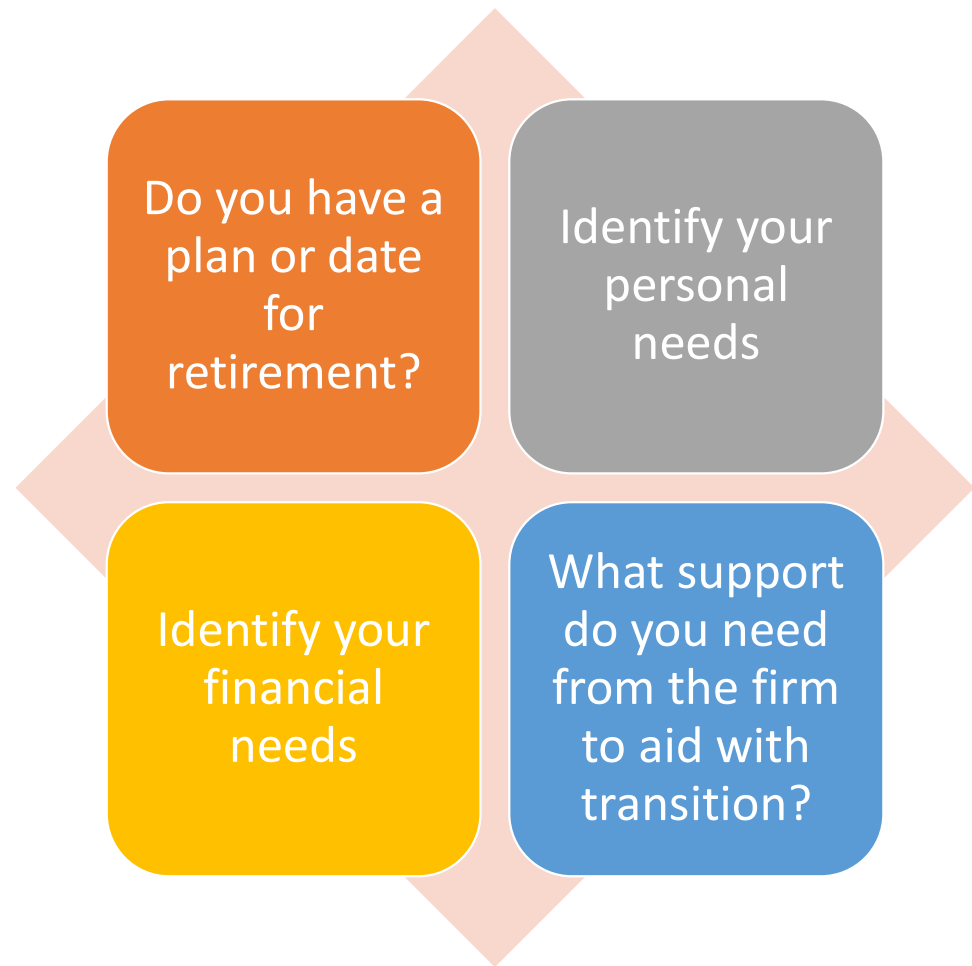 Do you have a
plan or date
for
retirement?
Identify your
personal
needs
Identify your
financial
needs
What support
do you need
from the firm
to aid with
transition?